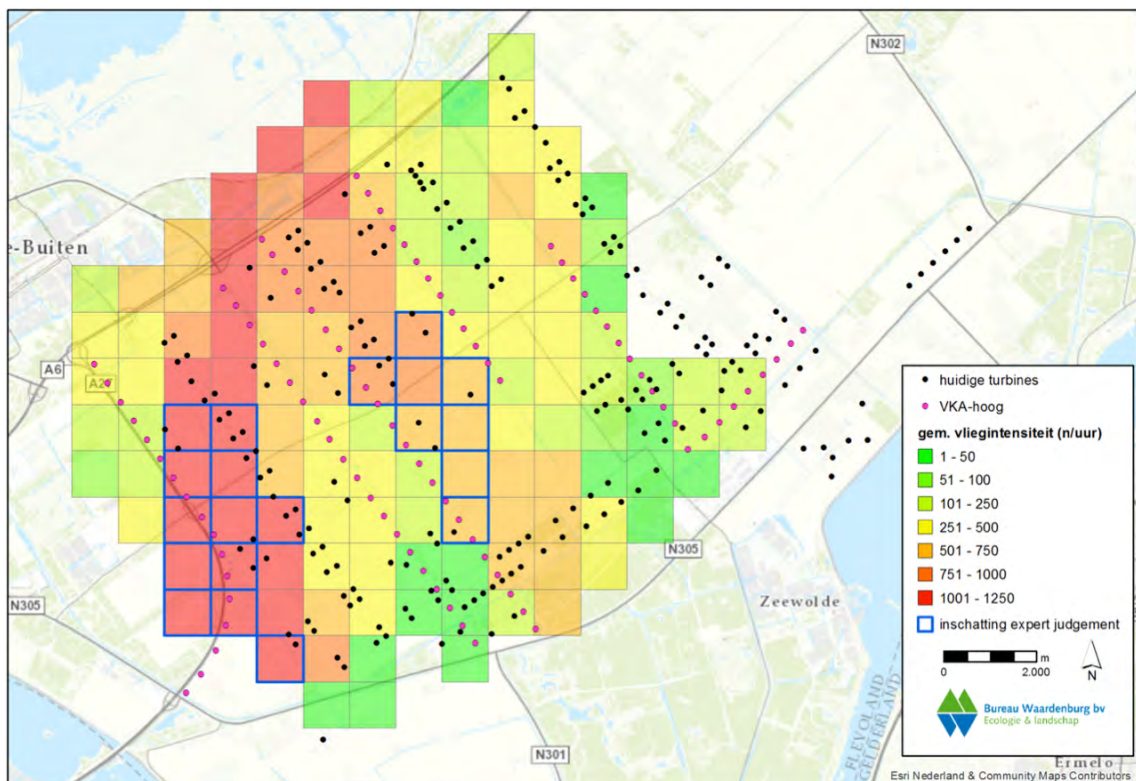 N302
e-Buiten
A6
A27
N305
N305
Zeewolde
N301
FLEVOLAND
GELDERLAND
Ermelo
huidige turbines
VKA-hoog
gem. vliegintensiteit (n/uur)
1 - 50
51 - 100
101 - 250
251 - 500
501 - 750
751 - 1000
1001 - 1250
inschatting expert judgement
m
0 2.000
N
Bureau Waardenburg bv
Ecologie & landschap
Esri Nederland & Community Maps Contributors